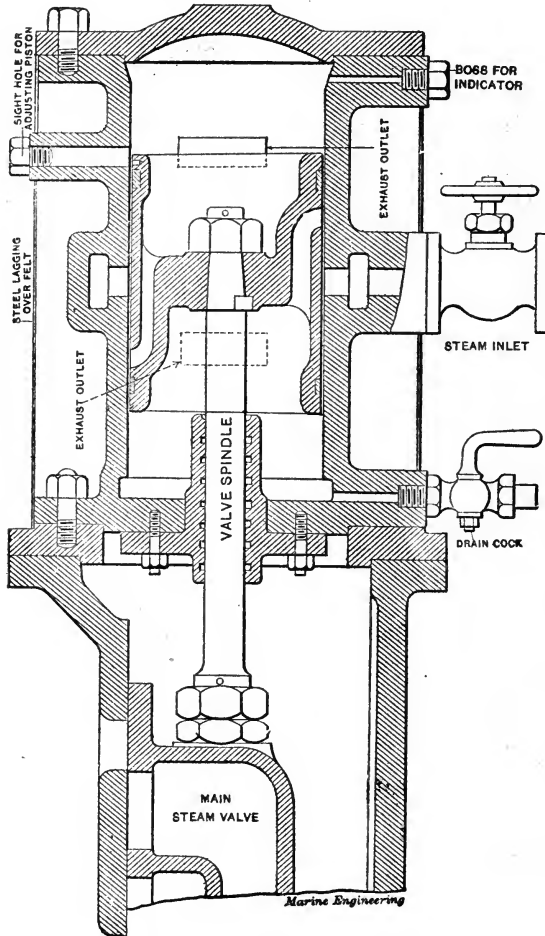 SIGHT HOLE FOR
ADJUSTING PISTON
BOSS FOR
INDICATOR
EXHAUST OUTLET
STEEL LAGGING
OVER FELT
STEAM INLET
EXHAUST OUTLET
VALVE SPINDLE
DRAIN COCK
MAIN
STEAM VALVE
Marine Engineering